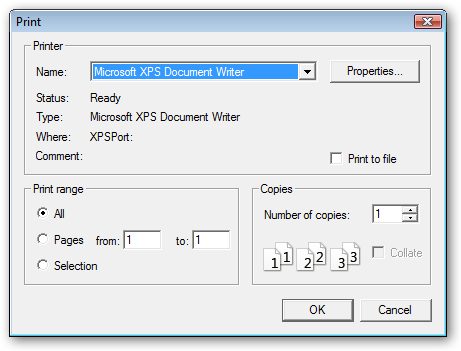 Print
Printer
Name: Microsoft XPS Document Writer Properties...
Status: Ready
Type: Microsoft XPS Document Writer
Where: XPSPort:
Comment: Print to file
Print range
All
Pages from: 1 to: 1
Selection
Copies
Number of copies: 1
1 1 2 2 3 3 Collate
OK Cancel